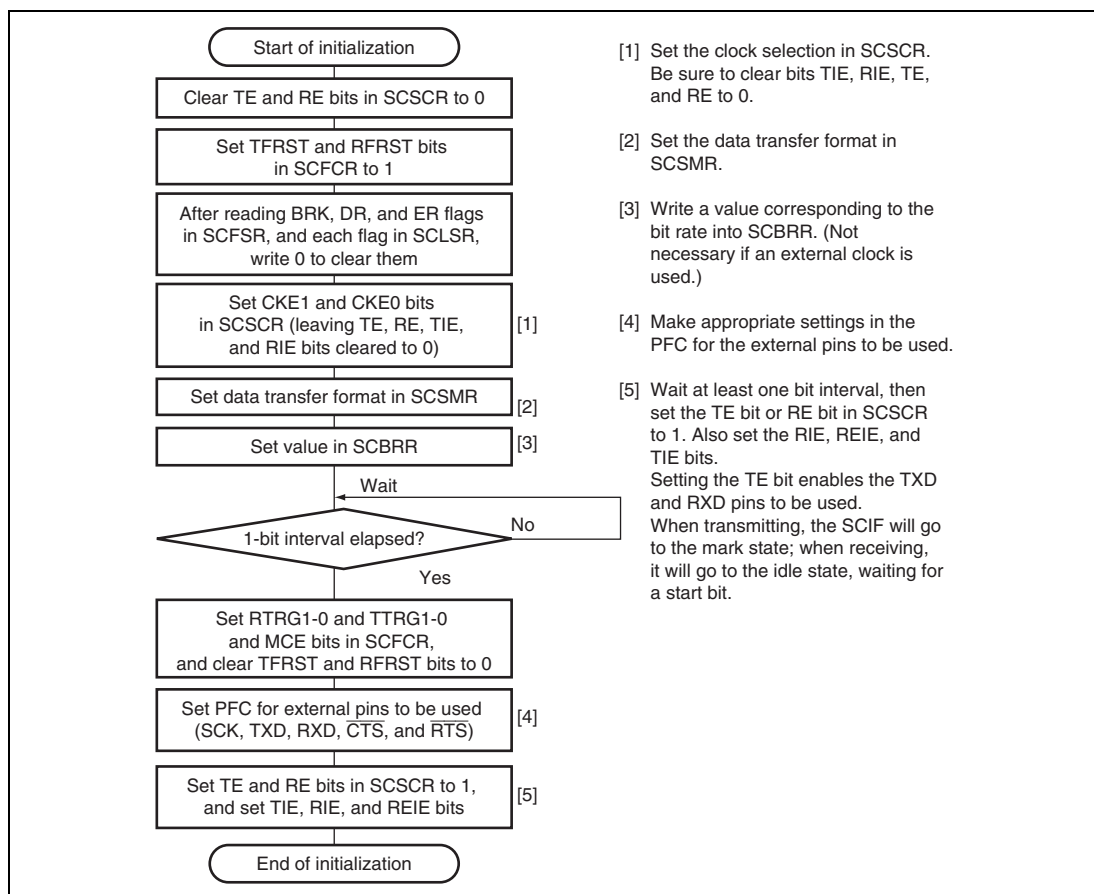 Start of initialization
Clear TE and RE bits in SCSCR to 0
Set TFRST and RFRST bits
in SCFCR to 1
After reading BRK, DR, and ER flags
in SCFSR, and each flag in SCLSR,
write 0 to clear them
Set CKE1 and CKE0 bits
in SCSCR (leaving TE, RE, TIE,
and RIE bits cleared to 0)
[1]
Set data transfer format in SCSMR
[2]
Set value in SCBRR
[3]
Wait
1-bit interval elapsed?
No
Yes
Set RTRG1-0 and TTRG1-0
and MCE bits in SCFCR,
and clear TFRST and RFRST bits to 0
Set PFC for external pins to be used
(SCK, TXD, RXD, CTS, and RTS)
[4]
Set TE and RE bits in SCSCR to 1,
and set TIE, RIE, and REIE bits
[5]
End of initialization
[1] Set the clock selection in SCSCR.
Be sure to clear bits TIE, RIE, TE,
and RE to 0.
[2] Set the data transfer format in
SCSMR.
[3] Write a value corresponding to the
bit rate into SCBRR. (Not
necessary if an external clock is
used.)
[4] Make appropriate settings in the
PFC for the external pins to be used.
[5] Wait at least one bit interval, then
set the TE bit or RE bit in SCSCR
to 1. Also set the RIE, REIE, and
TIE bits.
Setting the TE bit enables the TXD
and RXD pins to be used.
When transmitting, the SCIF will go
to the mark state; when receiving,
it will go to the idle state, waiting for
a start bit.